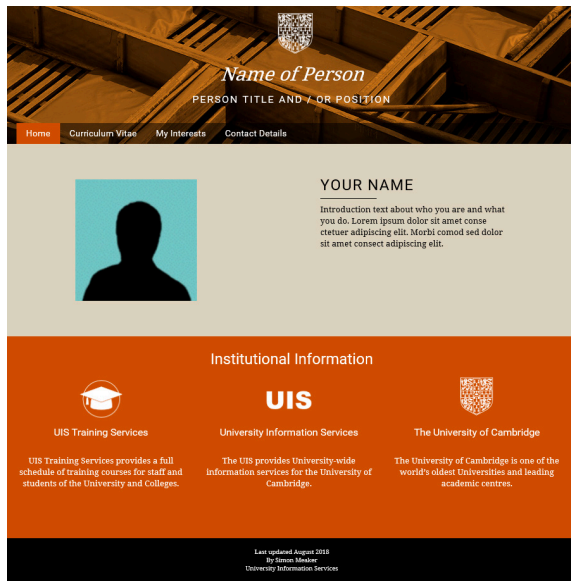 Name of Person
PERSON TITLE AND / OR POSITION
Home Curriculum Vitae My Interests Contact Details
YOUR NAME
Introduction text about who you are and what
you do. Lorem ipsum dolor sit amet conse
ctetuer adipiscing elit. Morbi comod sed dolor
sit amet consect adipiscing elit.
Institutional Information
UIS
UIS Training Services
University Information Services
The University of Cambridge
UIS Training Services provides a full
schedule of training courses for staff and
students of the University and Colleges.
The UIS provides University-wide
information services for the University of
Cambridge.
The University of Cambridge is one of the
world's oldest Universities and leading
academic centres.
Last updated August 2018
By Simon Meaker
University Information Services